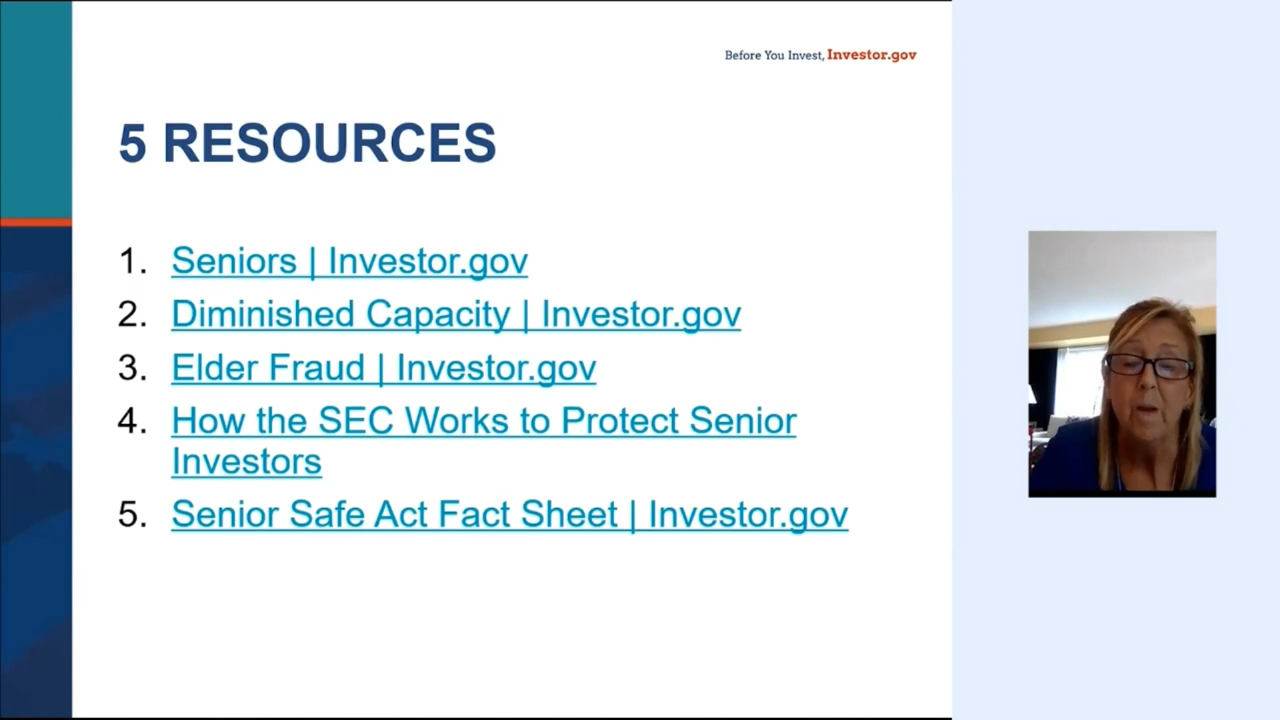 Before You Invest, Investor.gov
5 RESOURCES
1. Seniors | Investor.gov
2. Diminished Capacity | Investor.gov
3. Elder Fraud | Investor.gov
4. How the SEC Works to Protect Senior
Investors
5. Senior Safe Act Fact Sheet | Investor.gov